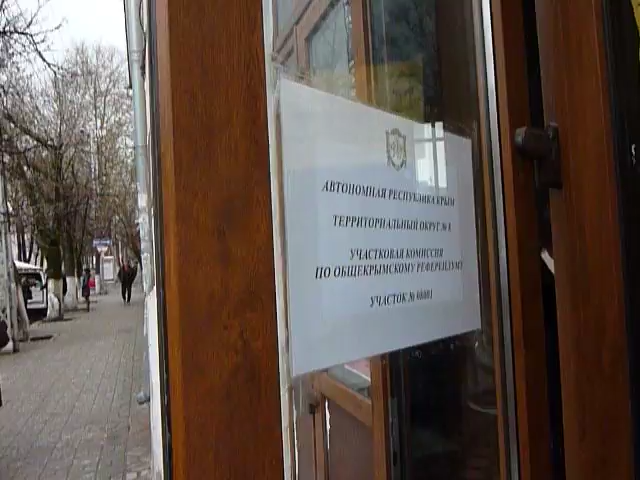 АВТОНОМНАЯ РЕСПУБЛИКА КРЫМ
ТЕРРИТОРИАЛЬНЫЙ ОКРУГ №
УЧАСТКОВАЯ КОМИССИЯ
ПО ОБЩЕКРЫМСКОМУ РЕФЕРЕНДУМУ
УЧАСТОК №